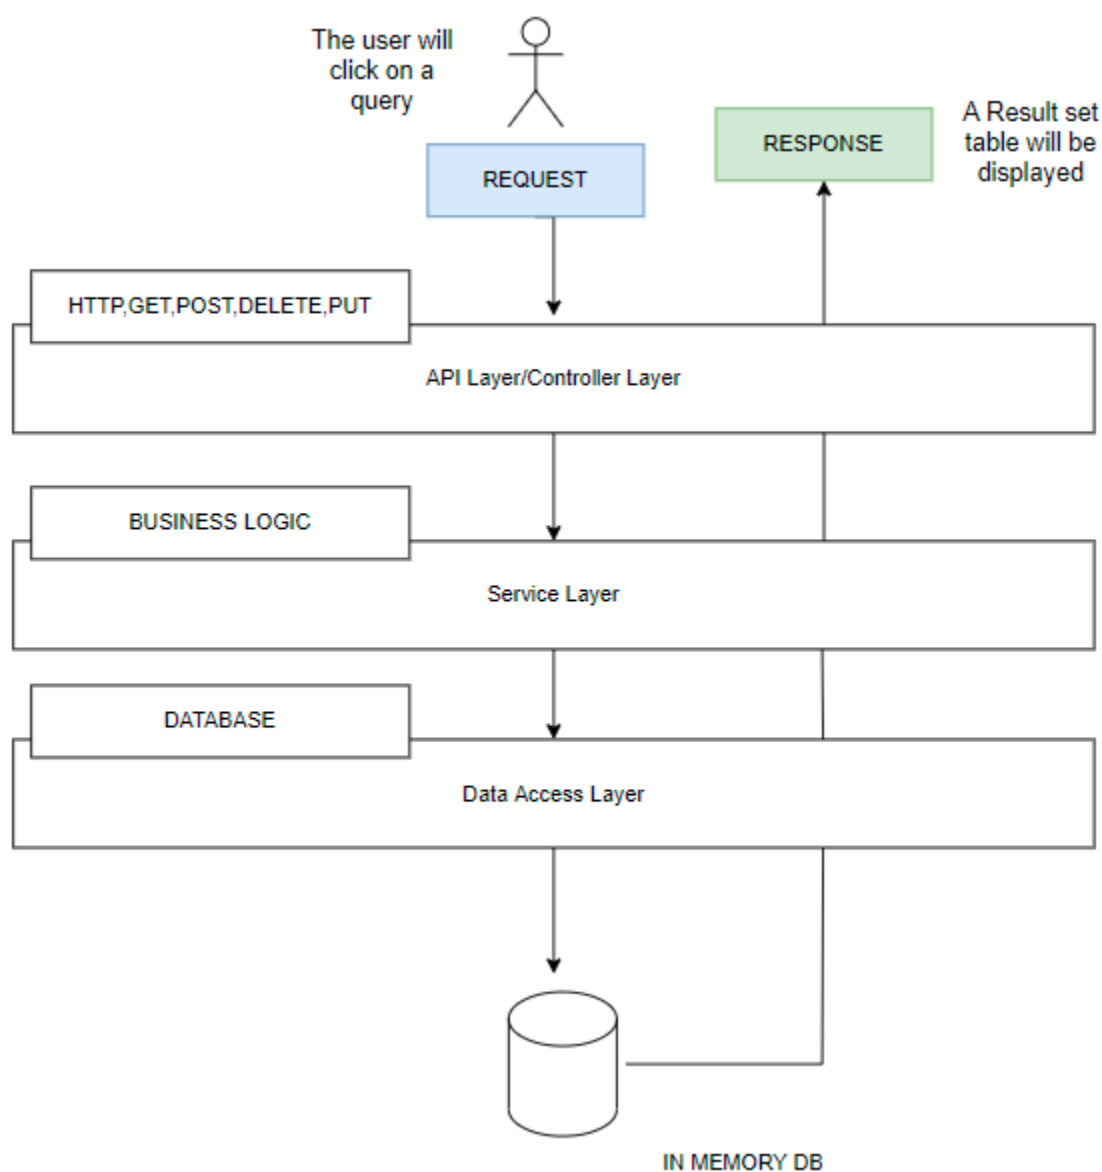 The user will
click on a
query
REQUEST
RESPONSE
A Result set
table will be
displayed
HTTP,GET,POST,DELETE,PUT
API Layer/Controller Layer
BUSINESS LOGIC
Service Layer
DATABASE
Data Access Layer
IN MEMORY DB